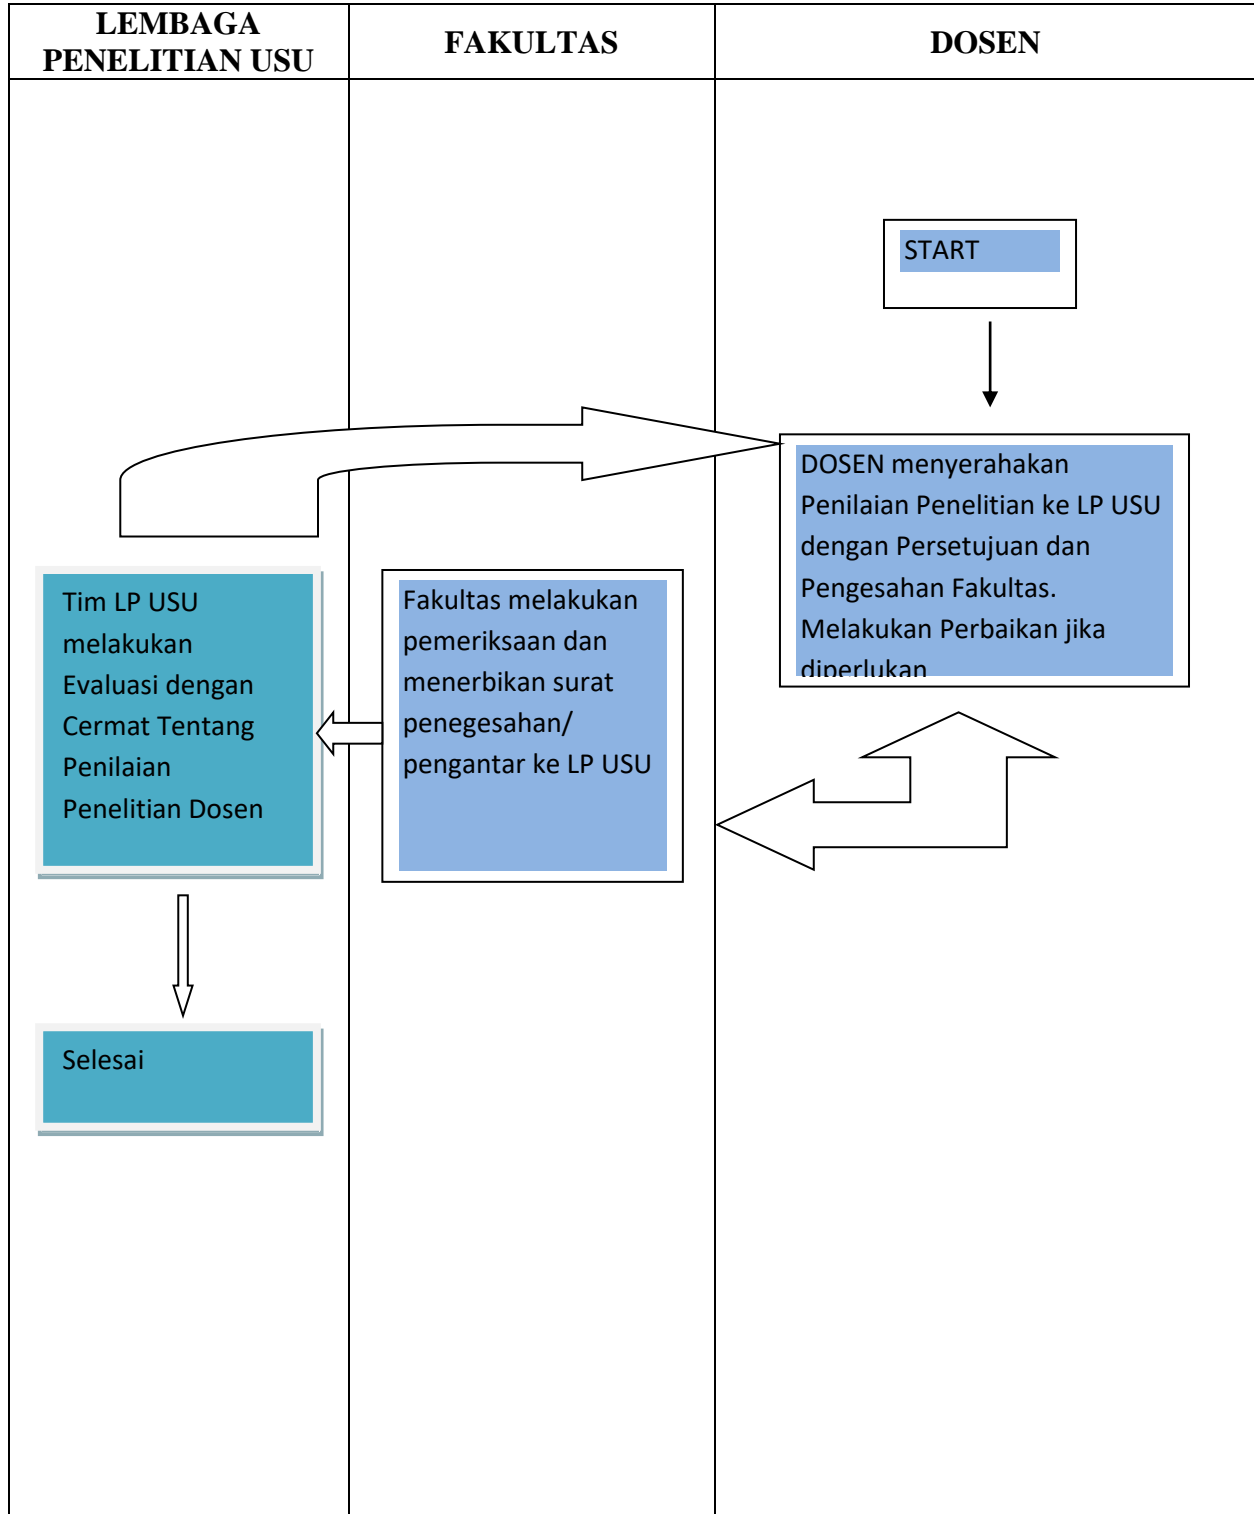 LEMBAGA
PENELITIAN USU
FAKULTAS
DOSEN
START
DOSEN menyerahakan
Penilaian Penelitian ke LP USU
dengan Persetujuan dan
Pengesahan Fakultas.
Melakukan Perbaikan jika
diperlukan
Tim LP USU
melakukan
Evaluasi dengan
Cermat Tentang
Penilaian
Penelitian Dosen
Fakultas melakukan
pemeriksaan dan
menerbikan surat
penegesahan/
pengantar ke LP USU
Selesai